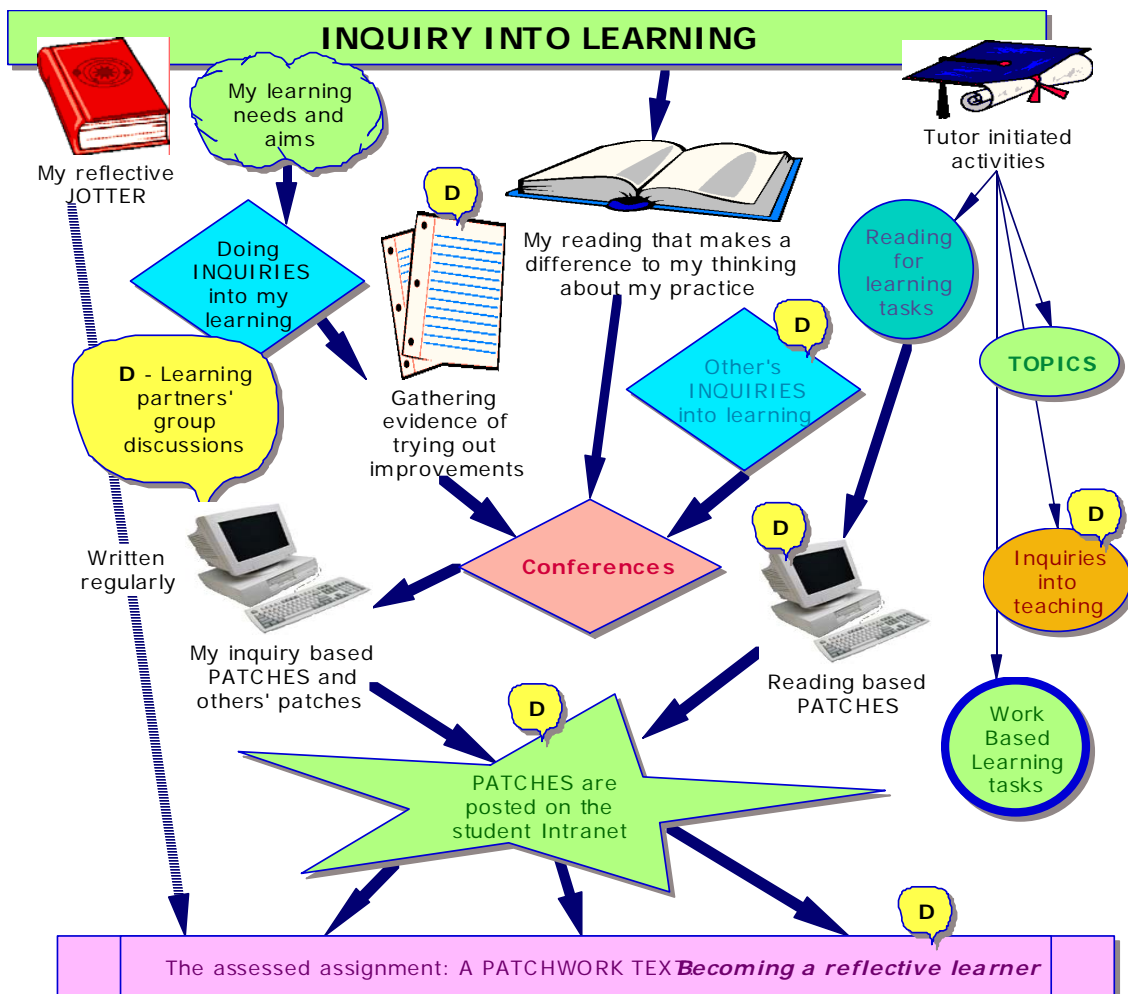 INQUIRY INTO LEARNING
My learning
needs and
aims
My reflective
JOTTER
Tutor initiated
activities
D
My reading that makes a
difference to my thinking
about my practice
Reading
for
learning
tasks
Doing
INQUIRIES
into my
learning
D
Other's
INQUIRIES
into learning
TOPICS
D - Learning
partners'
group
discussions
Gathering
evidence of
trying out
improvements
Written
regularly
Conferences
D
D
Inquiries
into
teaching
My inquiry based
PATCHES and
others' patches
Reading based
PATCHES
D
Work
Based
Learning
tasks
PATCHES are
posted on the
student Intranet
D
The assessed assignment: A PATCHWORK TEXT Becoming a reflective learner